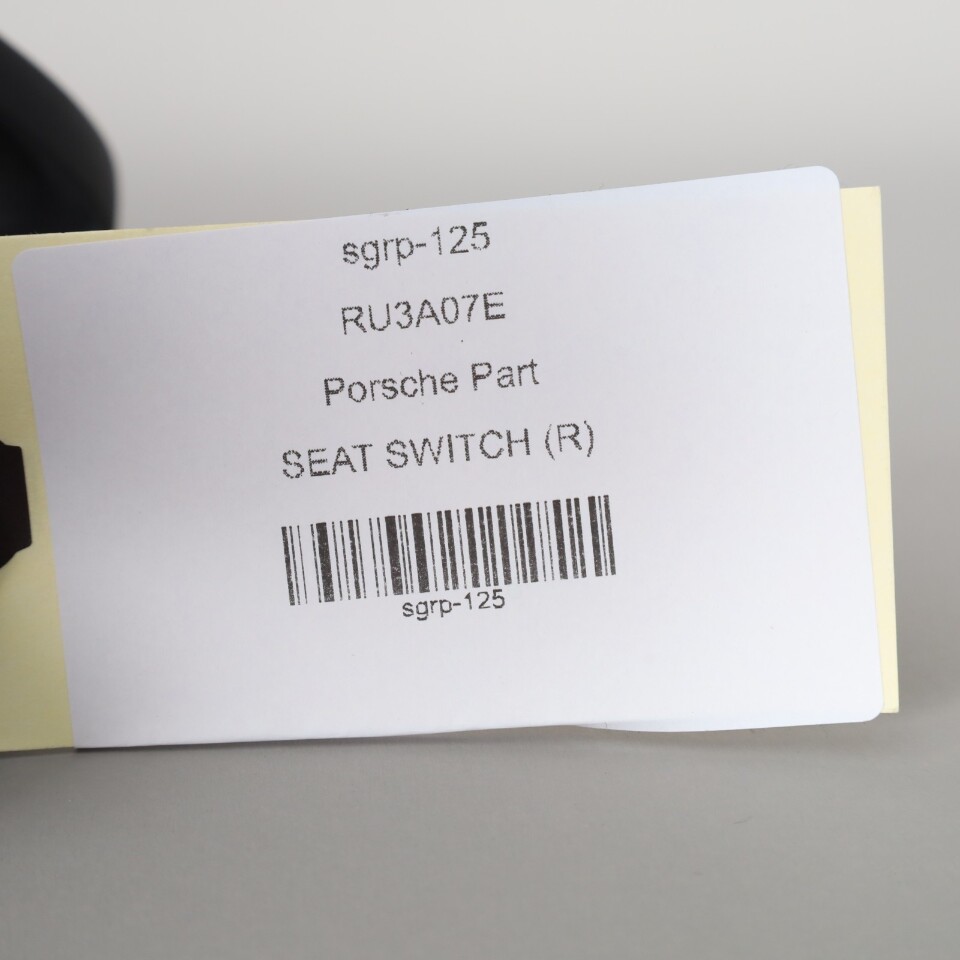 sgrp-125
RU3A07E
Porsche Part
SEAT SWITCH (R)
sgrp-125